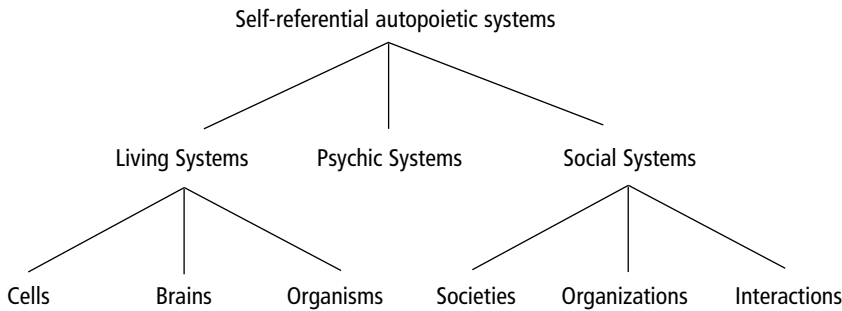 Self-referential autopoietic systems
Living Systems Psychic Systems Social Systems
Cells Brains Organisms Societies Organizations Interactions